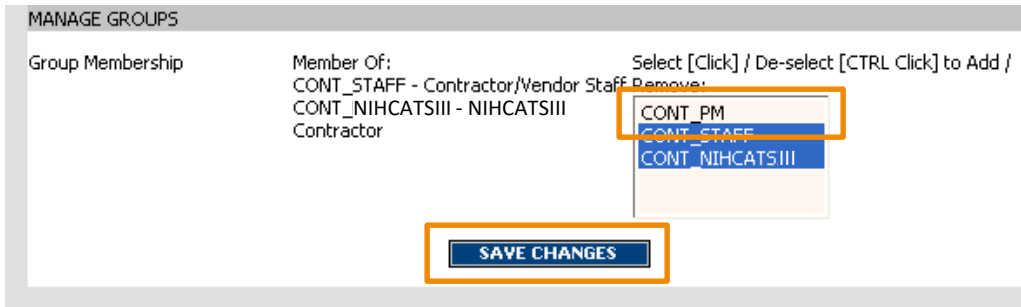 MANAGE GROUPS
Group Membership
Member Of:
CONT_STAFF - Contractor/Vendor Staff
CONT_NIHCATSIII - NIHCATSIII
Contractor
Select [Click] / De-select [CTRL Click] to Add /
Remove:
CONT_PM
CONT_STAFF
CONT_NIHCATSIII
SAVE CHANGES